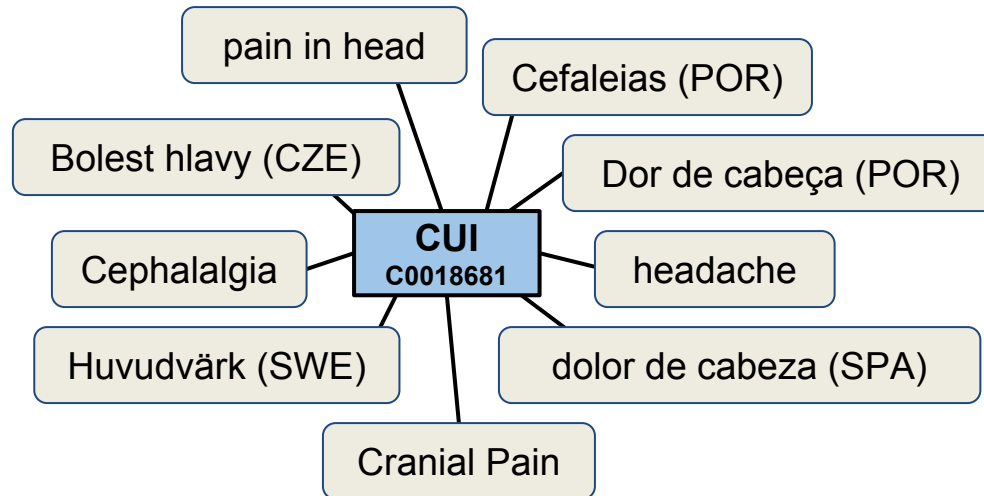 pain in head
Cefaleias (POR)
Bolest hlavy (CZE)
Dor de cabeça (POR)
CUI
C0018681
Cephalalgia
headache
Huvudvärk (SWE)
dolor de cabeza (SPA)
Cranial Pain